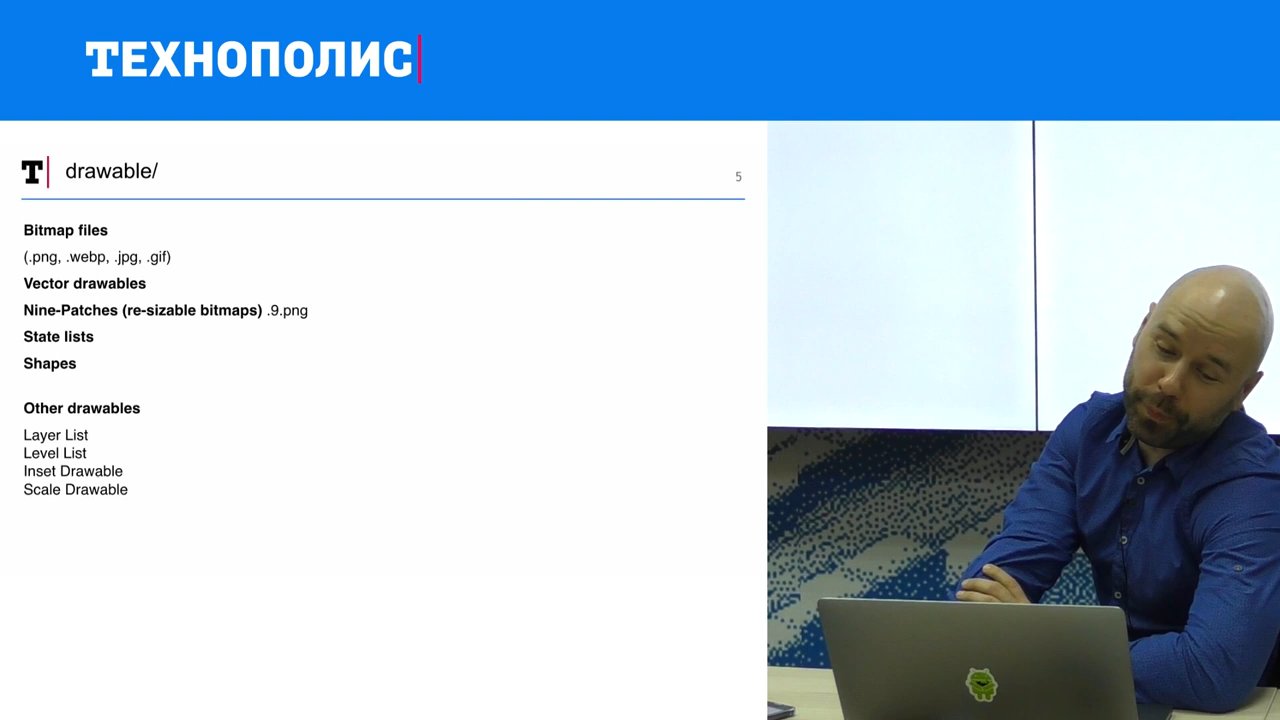 ТЕХНОПОЛИС
T drawable/
5
Bitmap files
(.png, .webp, .jpg, .gif)
Vector drawables
Nine-Patches (re-sizable bitmaps) .9.png
State lists
Shapes
Other drawables
Layer List
Level List
Inset Drawable
Scale Drawable